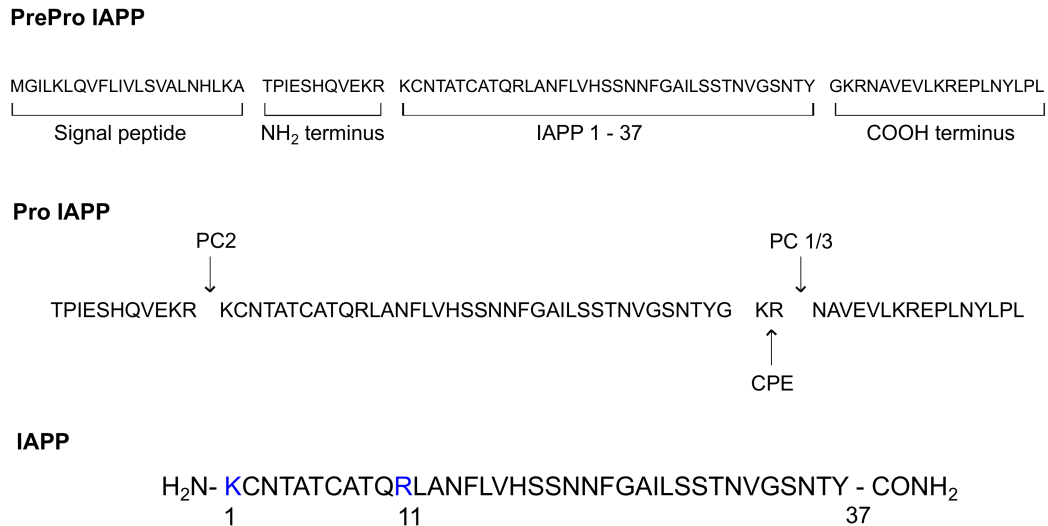 PrePro IAPP
MGILKLQVFLIVLSVALNHLKA TPIESHQVEKR KCNTATCATQRLANFLVHSSNNFGAILSSTNVGSNTY GKRNAVEVLKREPLNYLPL
Signal peptide NH₂ terminus IAPP 1 - 37 COOH terminus
Pro IAPP
PC2 PC 1/3
TPIESHQVEKR KCNTATCATQRLANFLVHSSNNFGAILSSTNVGSNTYG KR NAVEVLKREPLNYLPL
CPE
IAPP
H₂N- KCNTATCATQRLANFLVHSSNNFGAILSSTNVGSNTY - CONH₂
1 11 37